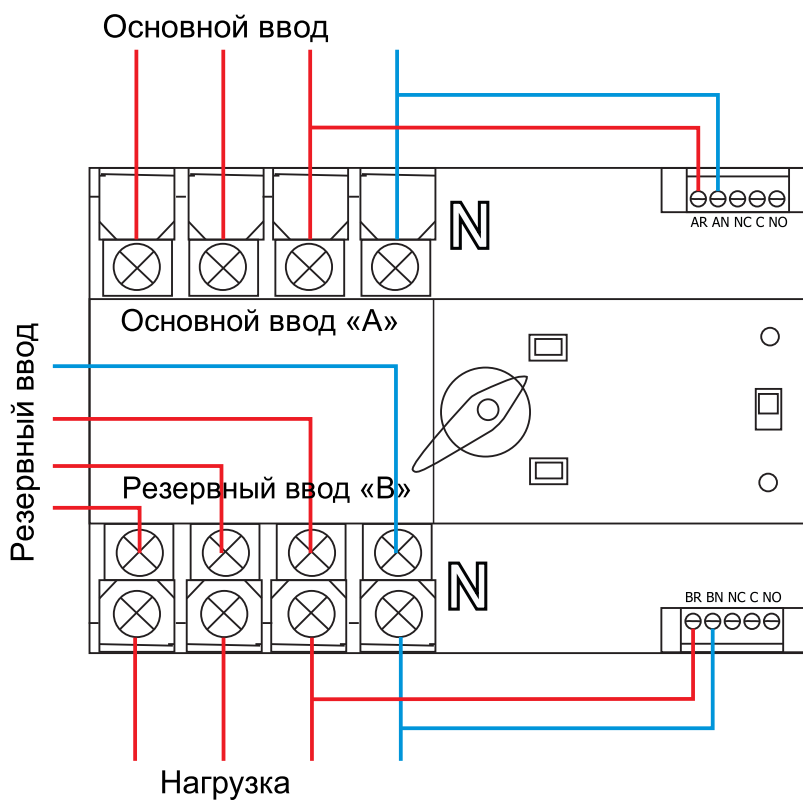 Основной ввод
N
AR AN NC C NO
Основной ввод «A»
Резервный ввод
Резервный ввод «B»
N
BR BN NC C NO
Нагрузка